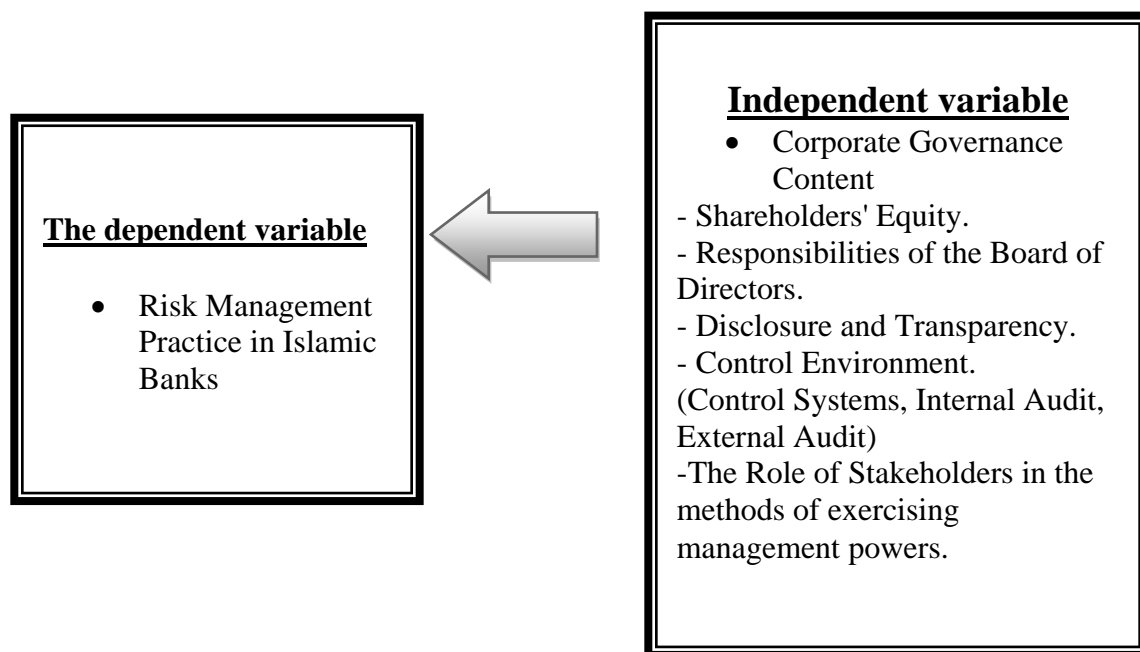 The dependent variable
• Risk Management
Practice in Islamic
Banks
Independent variable
• Corporate Governance
Content
- Shareholders' Equity.
- Responsibilities of the Board of
Directors.
- Disclosure and Transparency.
- Control Environment.
(Control Systems, Internal Audit,
External Audit)
-The Role of Stakeholders in the
methods of exercising
management powers.